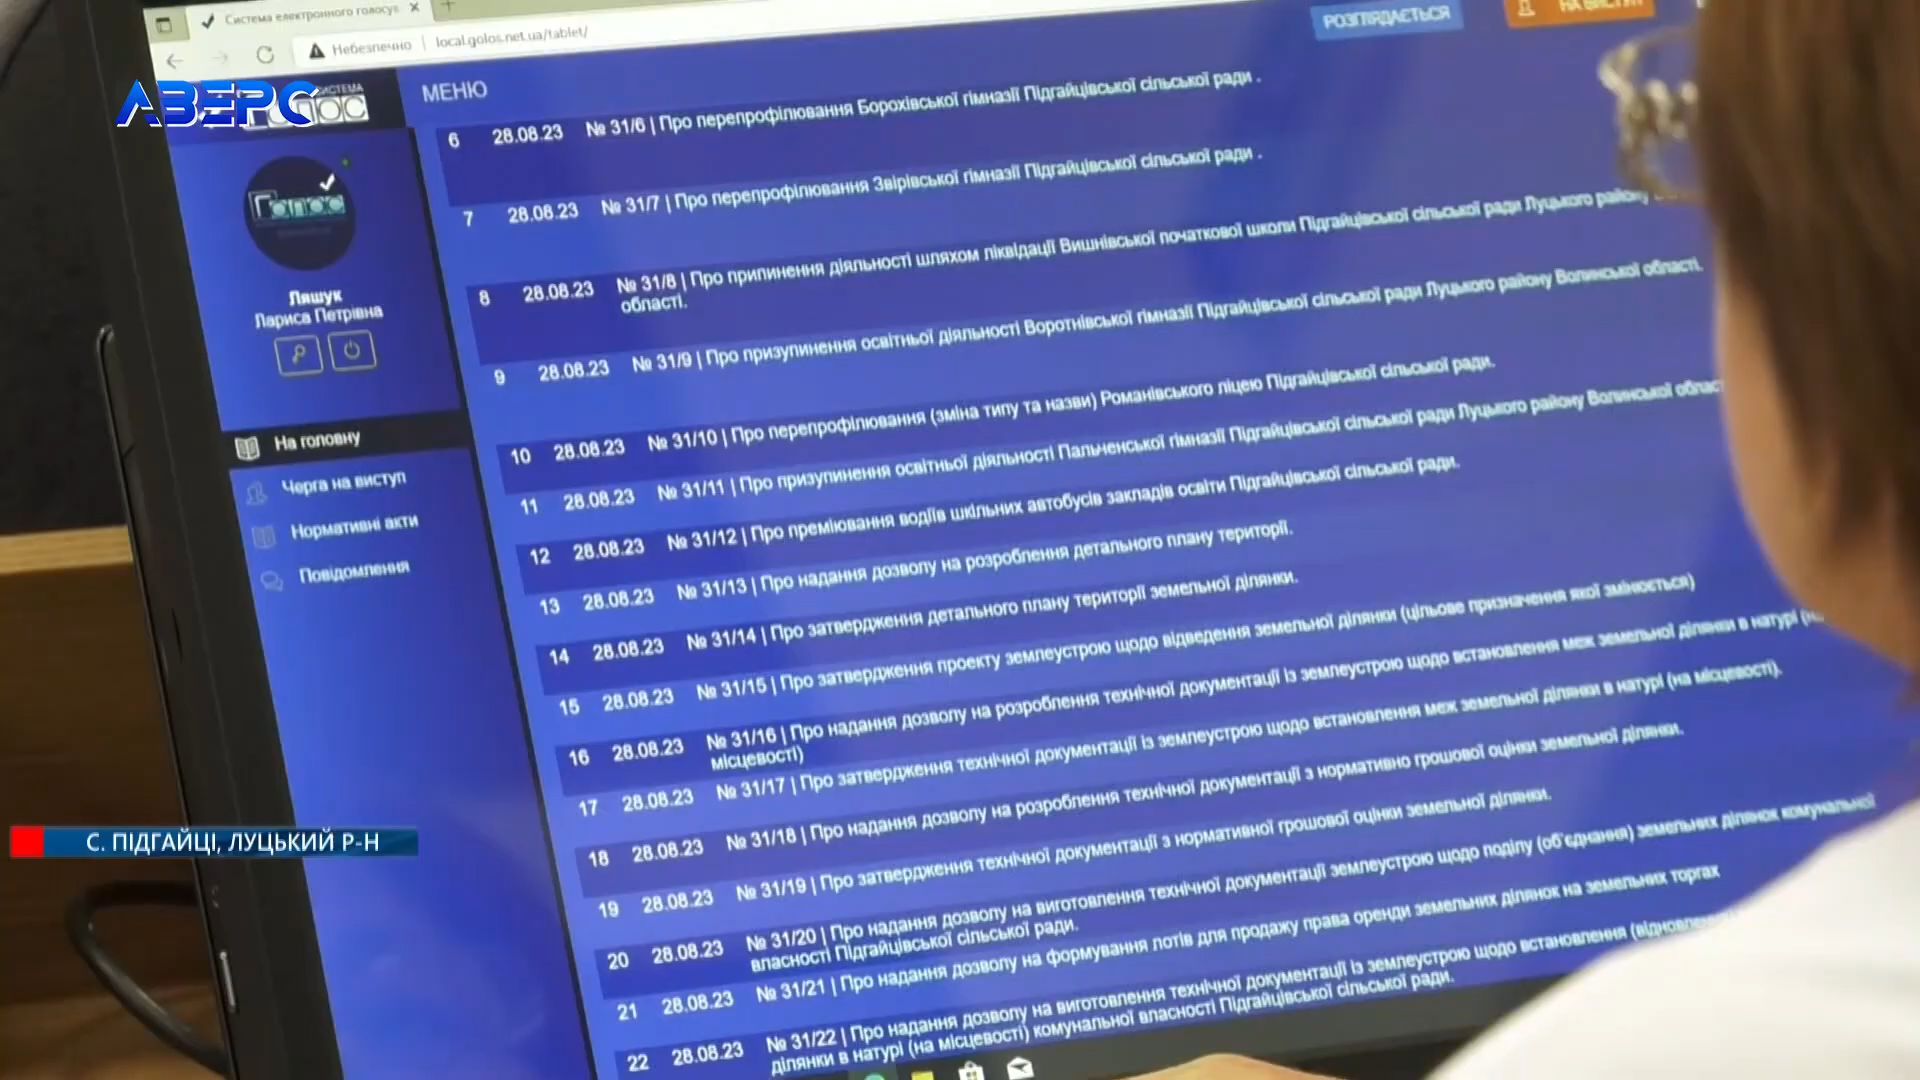 Система електронного голосув
Небезпечно local.golos.net.ua/tablet/
РОЗГЛЯДАЄТЬСЯ
НА ВИСТУП
АВЕРС
СИСТЕМА
Голос
МЕНЮ
6 28.08.23 № 31/6 | Про перепрофілювання Борохівської гімназії Підгайцівської сільської ради .
7 28.08.23 № 31/7 | Про перепрофілювання Звірівської гімназії Підгайцівської сільської ради .
8 28.08.23 № 31/8 | Про припинення діяльності шляхом ліквідації Вишнівської початкової школи Підгайцівської сільської ради Луцького району
області.
9 28.08.23 № 31/9 | Про призупинення освітньої діяльності Воротнівської гімназії Підгайцівської сільської ради Луцького району Волинської області.
10 28.08.23 № 31/10 | Про перепрофілювання (зміна типу та назви) Романівського ліцею Підгайцівської сільської ради.
11 28.08.23 № 31/11 | Про призупинення освітньої діяльності Пальченської гімназії Підгайцівської сільської ради Луцького району Волинської област
12 28.08.23 № 31/12 | Про преміювання водіїв шкільних автобусів закладів освіти Підгайцівської сільської ради.
13 28.08.23 № 31/13 | Про надання дозволу на розроблення детального плану території.
14 28.08.23 № 31/14 | Про затвердження детального плану території земельної ділянки.
15 28.08.23 № 31/15 | Про затвердження проекту землеустрою щодо відведення земельної ділянки (цільове призначення якої змінюється)
16 28.08.23 № 31/16 | Про надання дозволу на розроблення технічної документації із землеустрою щодо встановлення меж земельної ділянки в натурі (на
місцевості)
17 28.08.23 № 31/17 | Про затвердження технічної документації із землеустрою щодо встановлення меж земельної ділянки в натурі (на місцевості).
18 28.08.23 № 31/18 | Про надання дозволу на розроблення технічної документації з нормативно грошової оцінки земельної ділянки.
19 28.08.23 № 31/19 | Про затвердження технічної документації з нормативної грошової оцінки земельної ділянки.
20 28.08.23 № 31/20 | Про надання дозволу на виготовлення технічної документації землеустрою щодо поділу (об'єднання) земельних ділянок комунальної
власності Підгайцівської сільської ради.
21 28.08.23 № 31/21 | Про надання дозволу на формування лотів для продажу права оренди земельних ділянок на земельних торгах
22 28.08.23 № 31/22 | Про надання дозволу на виготовлення технічної документації із землеустрою щодо встановлення (відновлення)
ділянки в натурі (на місцевості) комунальної власності Підгайцівської сільської ради.
Голос
Ляшук
Лариса Петрівна
На головну
Черга на виступ
Нормативні акти
Повідомлення
С. ПІДГАЙЦІ, ЛУЦЬКИЙ Р-Н